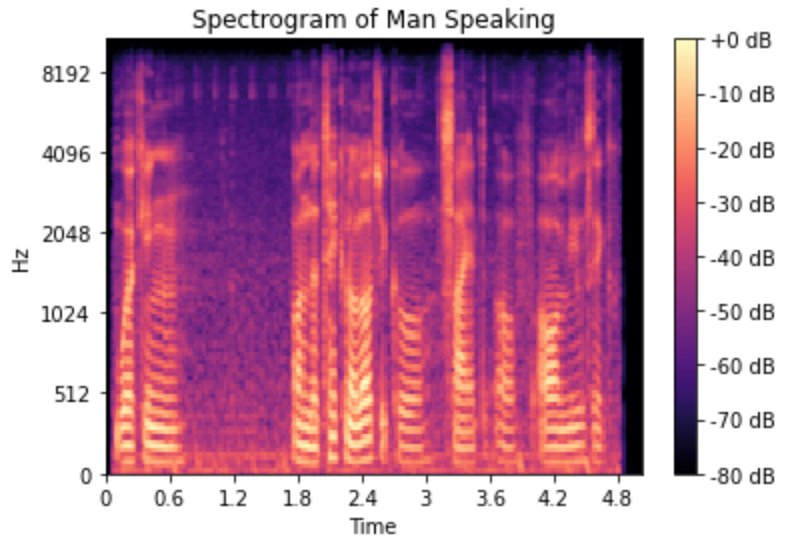 Spectrogram of Man Speaking
Hz
8192
4096
2048
1024
512
0
0 0.6 1.2 1.8 2.4 3 3.6 4.2 4.8
Time
+0 dB
-10 dB
-20 dB
-30 dB
-40 dB
-50 dB
-60 dB
-70 dB
-80 dB